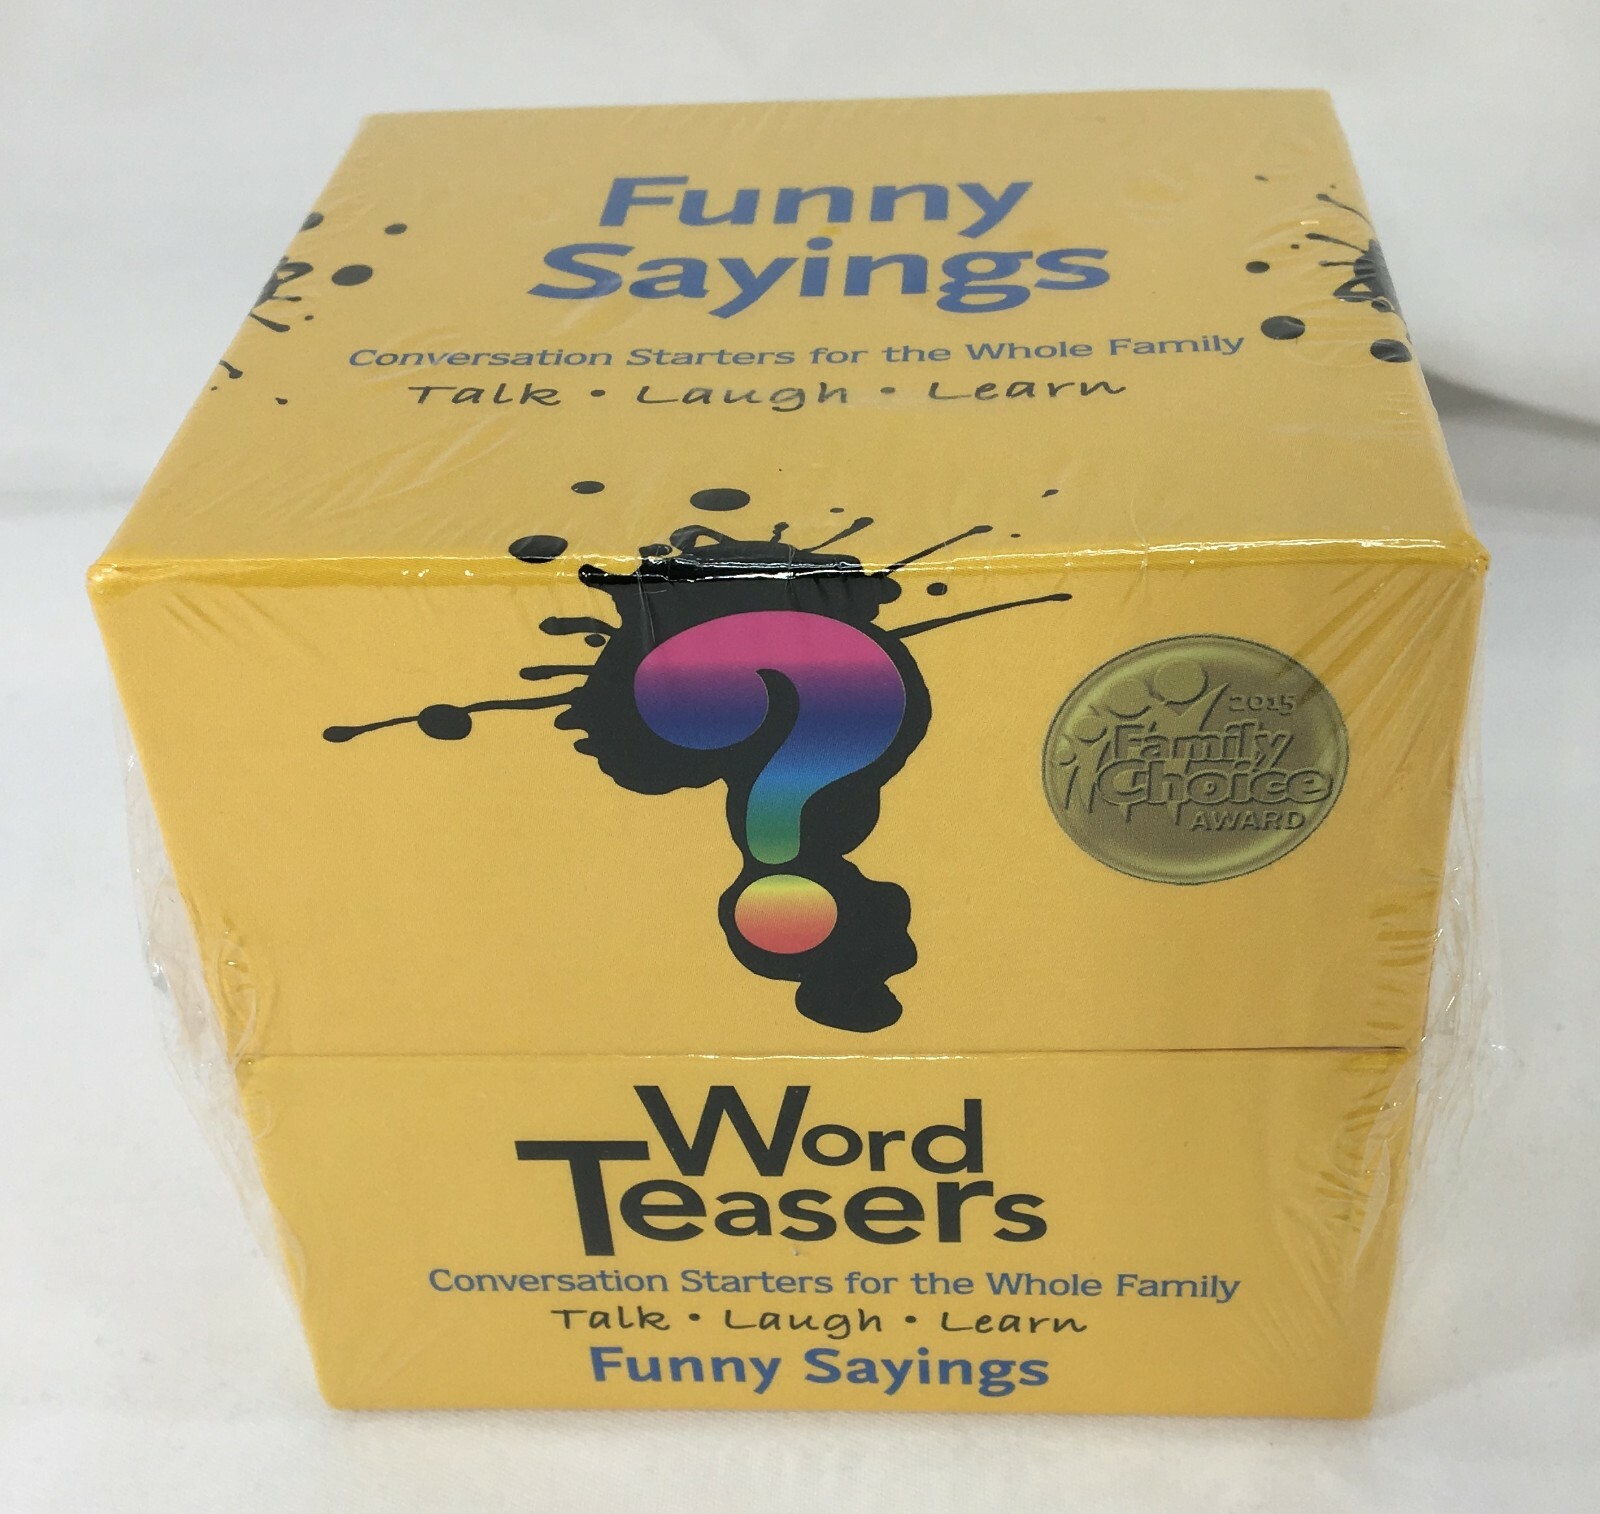 Funny
Sayings
Conversation Starters for the Whole Family
Talk • Laugh • Learn
?
2015
Family
Choice
AWARD
Word
Teasers
Conversation Starters for the Whole Family
Talk • Laugh • Learn
Funny Sayings